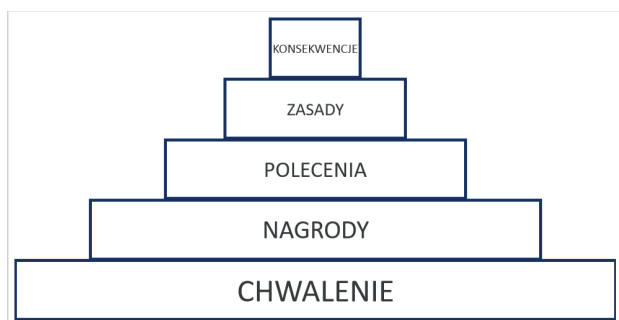 KONSEKWENCJE
ZASADY
POLECENIA
NAGRODY
CHWALENIE